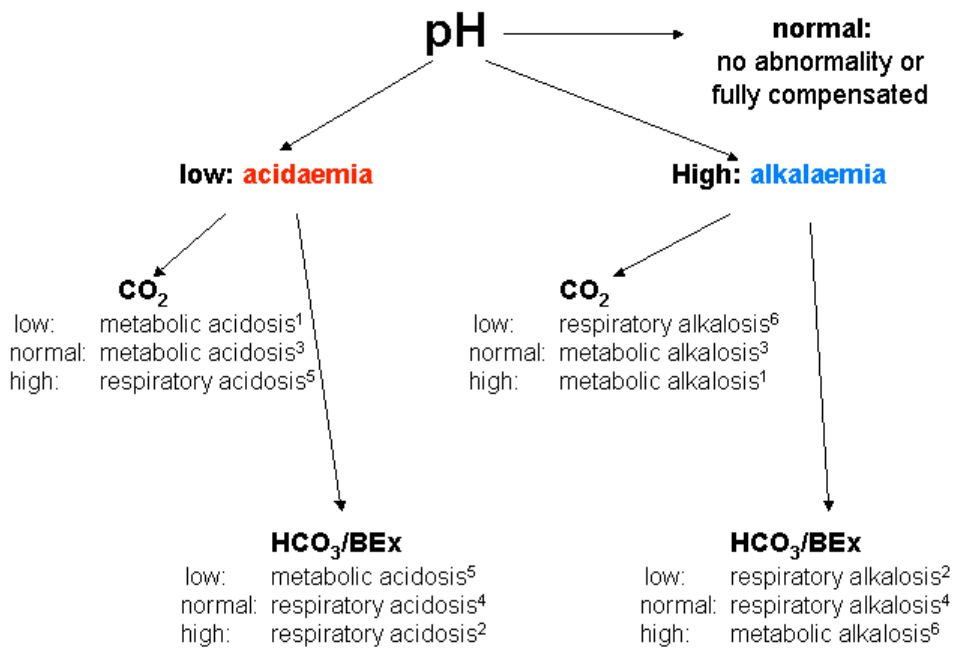 pH
normal:
no abnormality or
fully compensated
low: acidaemia
High: alkalaemia
CO₂
low: metabolic acidosis¹
normal: metabolic acidosis³
high: respiratory acidosis⁵
CO₂
low: respiratory alkalosis⁶
normal: metabolic alkalosis³
high: metabolic alkalosis¹
HCO₃/BEx
low: metabolic acidosis⁵
normal: respiratory acidosis⁴
high: respiratory acidosis²
HCO₃/BEx
low: respiratory alkalosis²
normal: respiratory alkalosis⁴
high: metabolic alkalosis⁶